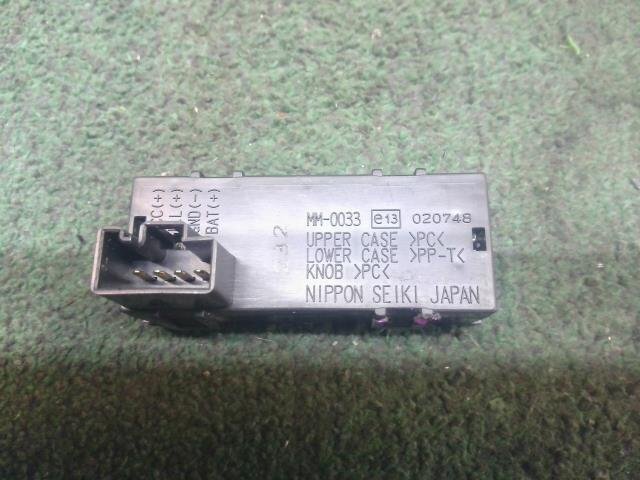 BAT(+)
MM-0033 e13 020748
UPPER CASE >PC<
LOWER CASE >PP-T<
KNOB >PC<
NIPPON SEIKI JAPAN